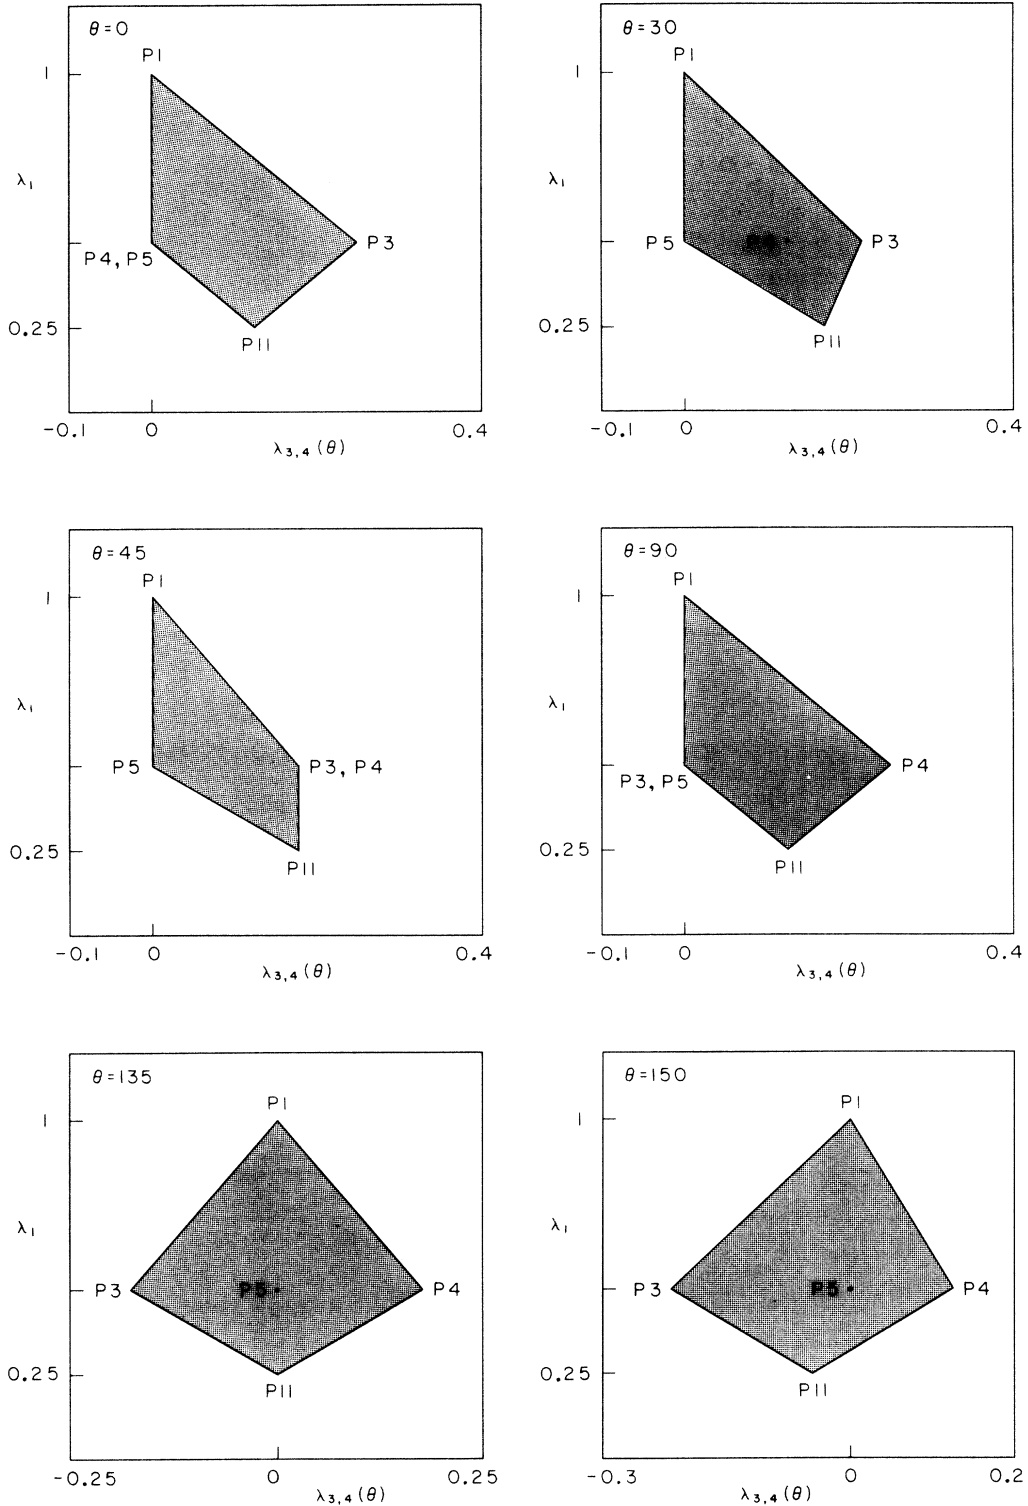 θ=0
P1
1
λ₁
P3
P4, P5
0.25
P11
-0.1 0 0.4
λ₃,₄(θ)
θ=30
P1
1
λ₁
P5 P3
0.25
P11
-0.1 0 0.4
λ₃,₄(θ)
θ=45
P1
1
λ₁
P5 P3, P4
0.25
P11
-0.1 0 0.4
λ₃,₄(θ)
θ=90
P1
1
λ₁
P4
P3, P5
0.25
P11
-0.1 0 0.4
λ₃,₄(θ)
θ=135
P1
1
λ₁
P3 P5 P4
0.25
P11
-0.25 0 0.25
λ₃,₄(θ)
θ=150
P1
1
λ₁
P3 P5 P4
0.25
P11
-0.3 0 0.2
λ₃,₄(θ)